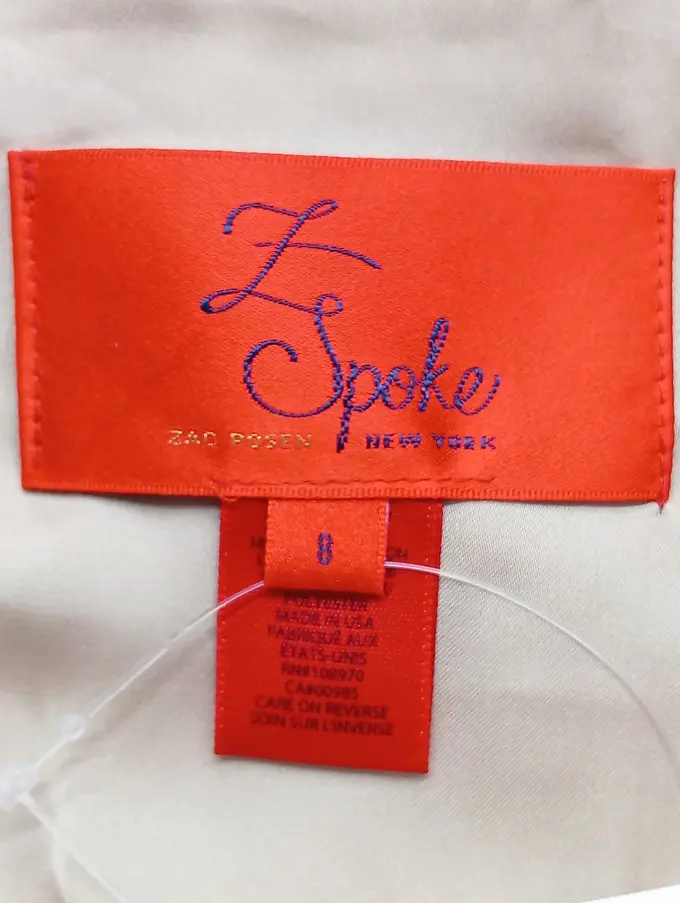 Z
Spoke
ZAC POSEN NEW YORK
8
POLYESTER
MADE IN USA
FABRIQUÉ AUX
ÉTATS-UNIS
RN#108970
CA#00985
CARE ON REVERSE
JOIN SUR L'INVERSE